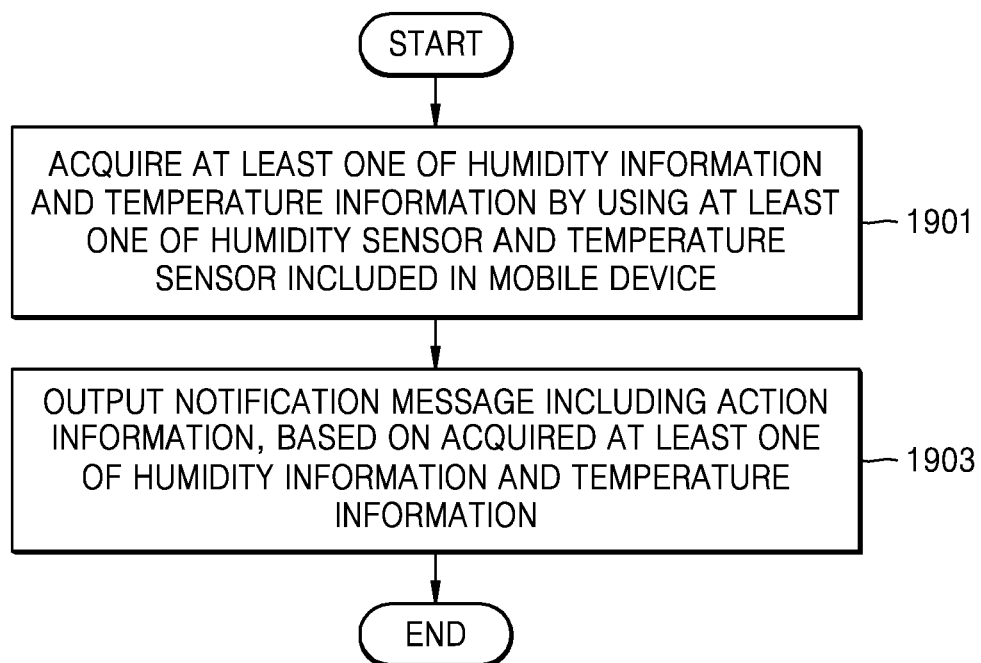 START
ACQUIRE AT LEAST ONE OF HUMIDITY INFORMATION
AND TEMPERATURE INFORMATION BY USING AT LEAST
ONE OF HUMIDITY SENSOR AND TEMPERATURE
SENSOR INCLUDED IN MOBILE DEVICE
1901
OUTPUT NOTIFICATION MESSAGE INCLUDING ACTION
INFORMATION, BASED ON ACQUIRED AT LEAST ONE
OF HUMIDITY INFORMATION AND TEMPERATURE
INFORMATION
1903
END